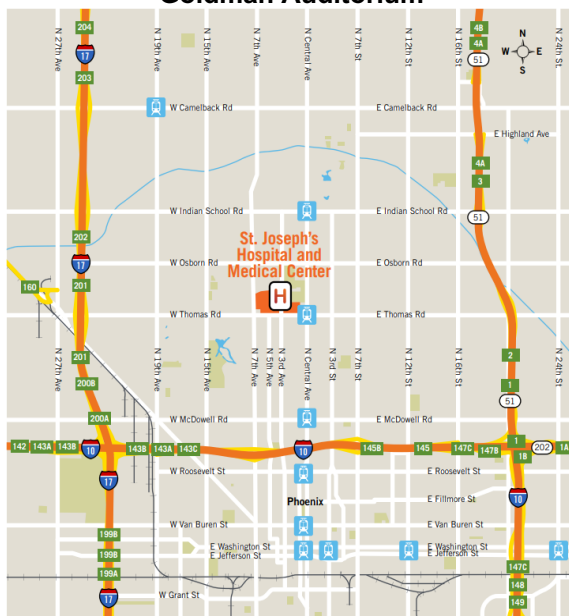 Goldman Auditorium
N 27th Ave
N 19th Ave
N 15th Ave
N 7th Ave
N Central Ave
N 7th St
N 12th St
N 16th St
N 24th St
204
17
203
4B
4A
51
N
W E
S
W Camelback Rd
E Camelback Rd
E Highland Ave
4A
3
W Indian School Rd
E Indian School Rd
51
202
17
St. Joseph's
Hospital and
Medical Center
W Osborn Rd
E Osborn Rd
160
201
H
W Thomas Rd
E Thomas Rd
201
200B
2
1
51
N 27th Ave
N 19th Ave
N 15th Ave
N 7th Ave
N 5th Ave
N 3rd Ave
N Central Ave
N 3rd St
N 7th St
N 12th St
N 16th St
N 24th St
200A
W McDowell Rd
E McDowell Rd
142
143A
143B
10
143B
143A
143C
10
145B
145
147C
147B
1
1B
202
1A
17
W Roosevelt St
E Roosevelt St
Phoenix
E Fillmore St
10
W Van Buren St
E Van Buren St
199B
199B
199A
E Washington St
E Jefferson St
E Washington St
E Jefferson St
147C
148
149
17
W Grant St